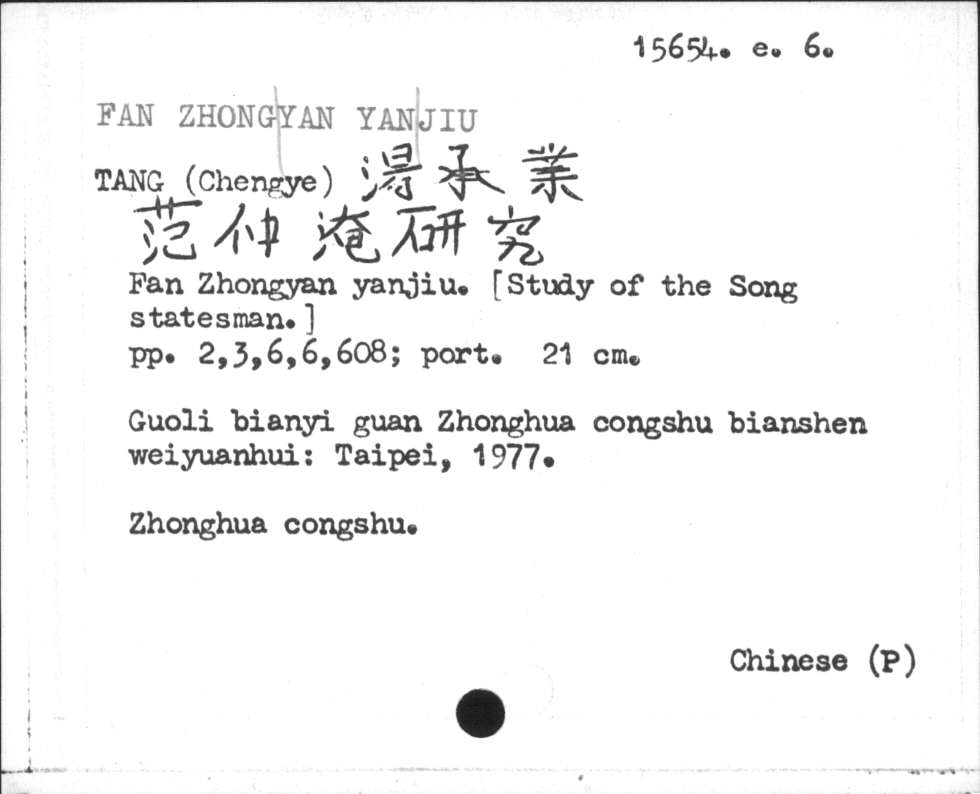 15654. e. 6.
FAN ZHONGYAN YANJIU
TANG (Chengye) 湯承業
范仲淹研究
Fan Zhongyan yanjiu. [Study of the Song
statesman.]
pp. 2,3,6,6,608; port. 21 cm.
Guoli bianyi guan Zhonghua congshu bianshen
weiyuanhui: Taipei, 1977.
Zhonghua congshu.
Chinese (P)